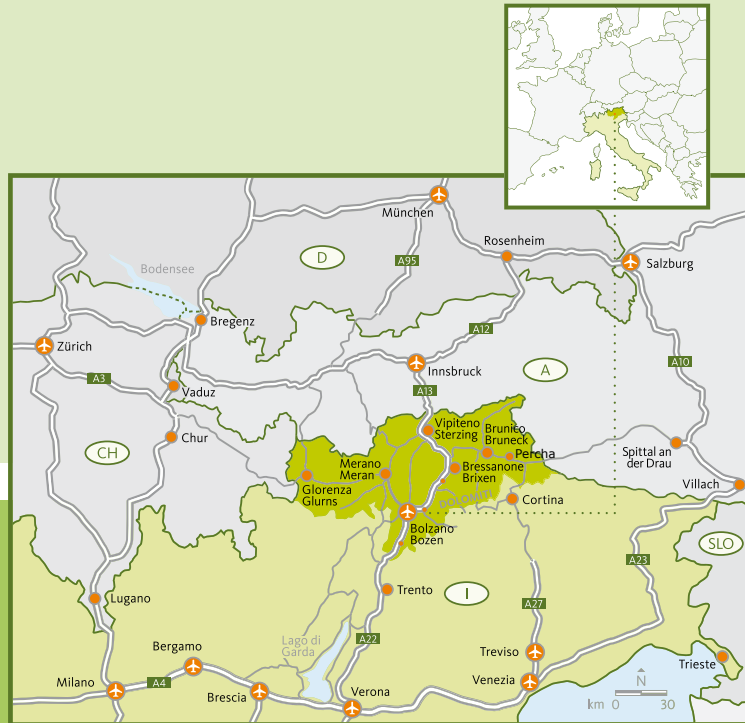 München
Rosenheim
D
A95
Salzburg
Bodensee
Bregenz
A12
Zürich
Innsbruck
A10
A
A3
A13
Vaduz
Vipiteno
Sterzing
Brunico
Bruneck
Chur
Percha
Spittal an
der Drau
CH
Merano
Meran
Bressanone
Brixen
Glorenza
Glurns
DOLOMITI
Cortina
Villach
Bolzano
Bozen
SLO
A23
Trento
I
Lugano
A27
Lago di
Garda
A22
Bergamo
Treviso
Trieste
Milano
A4
Brescia
Verona
Venezia
N
km 0 30